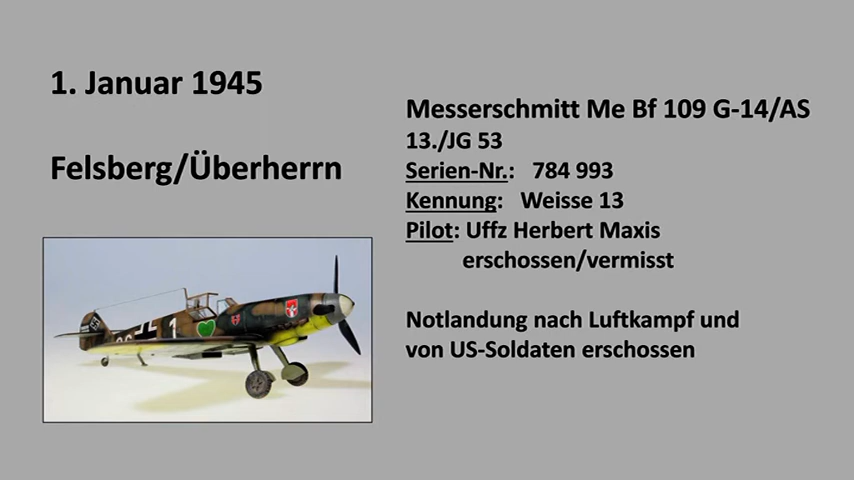 1. Januar 1945
Felsberg/Überherrn
Messerschmitt Me Bf 109 G-14/AS
13./JG 53
Serien-Nr.: 784 993
Kennung: Weisse 13
Pilot: Uffz Herbert Maxis
erschossen/vermisst
Notlandung nach Luftkampf und
von US-Soldaten erschossen